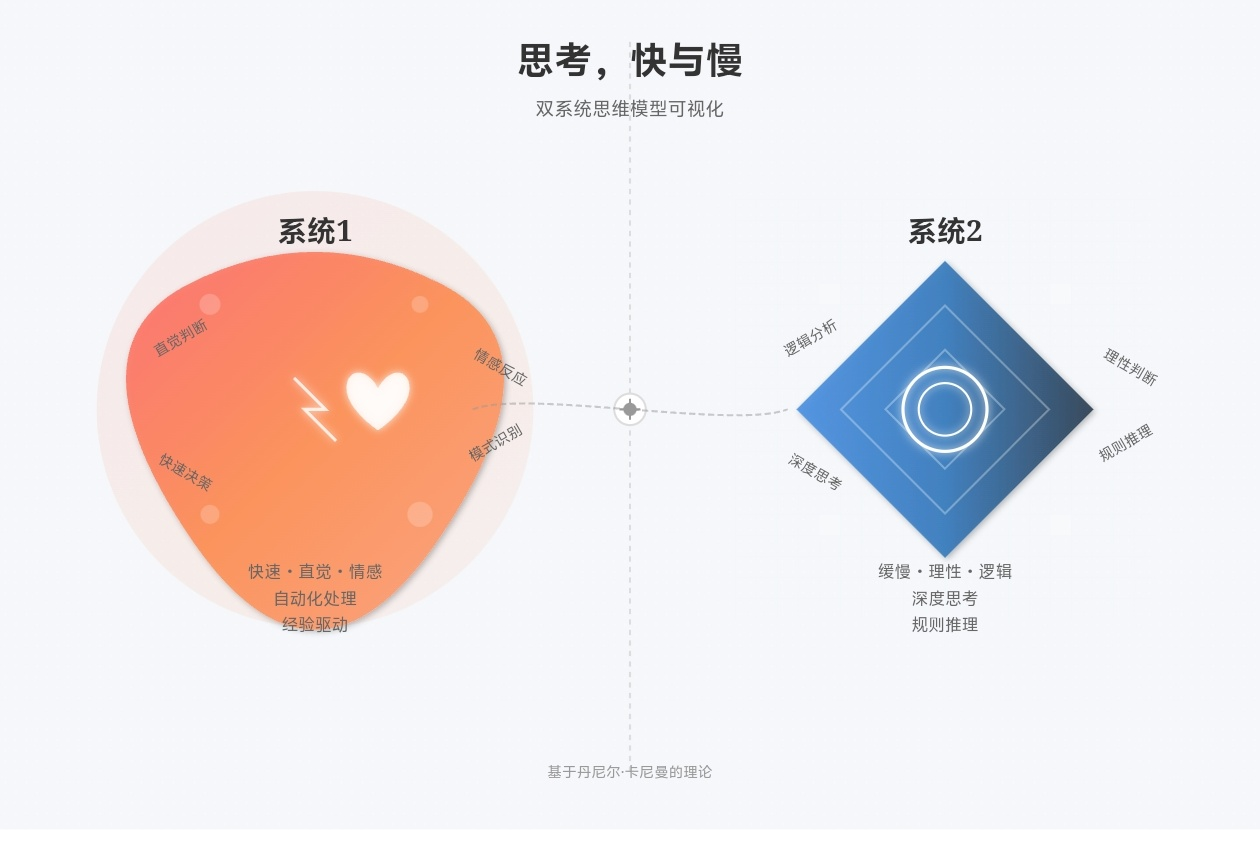 思考，快与慢
双系统思维模型可视化
系统1
直觉判断
情感反应
快速决策
模式识别
快速・直觉・情感
自动化处理
经验驱动
系统2
逻辑分析
理性判断
深度思考
规则推理
缓慢・理性・逻辑
深度思考
规则推理
基于丹尼尔·卡尼曼的理论